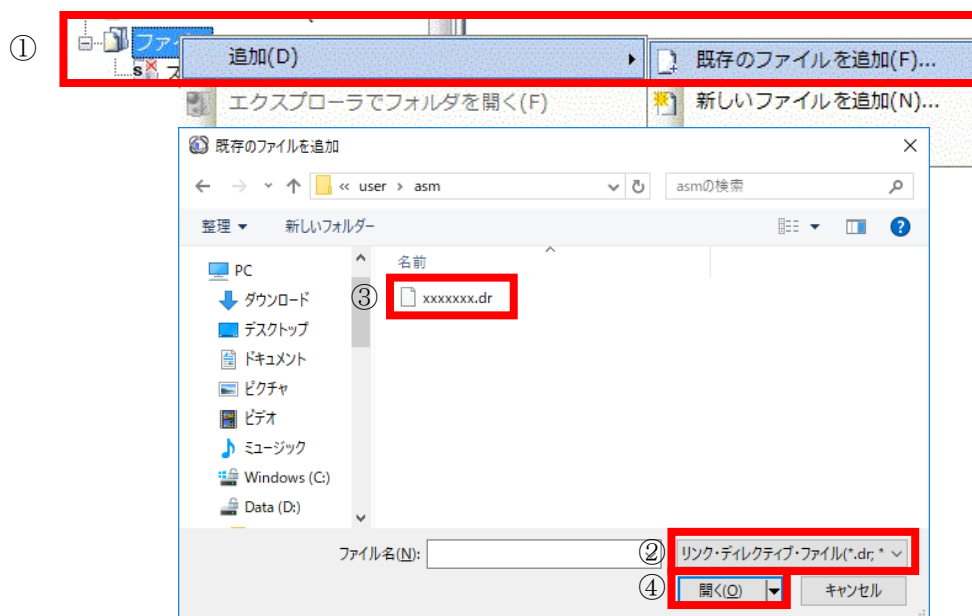 ①
ファイ
追加(D)
既存のファイルを追加(F)...
エクスプローラでフォルダを開く(F)
新しいファイルを追加(N)...
既存のファイルを追加
« user › asm
asmの検索
整理
新しいフォルダー
PC
名前
ダウンロード
③
xxxxxxx.dr
デスクトップ
ドキュメント
ピクチャ
ビデオ
ミュージック
Windows (C:)
Data (D:)
ファイル名(N):
②
リンク・ディレクティブ・ファイル(*.dr; *
④
開く(O)
キャンセル